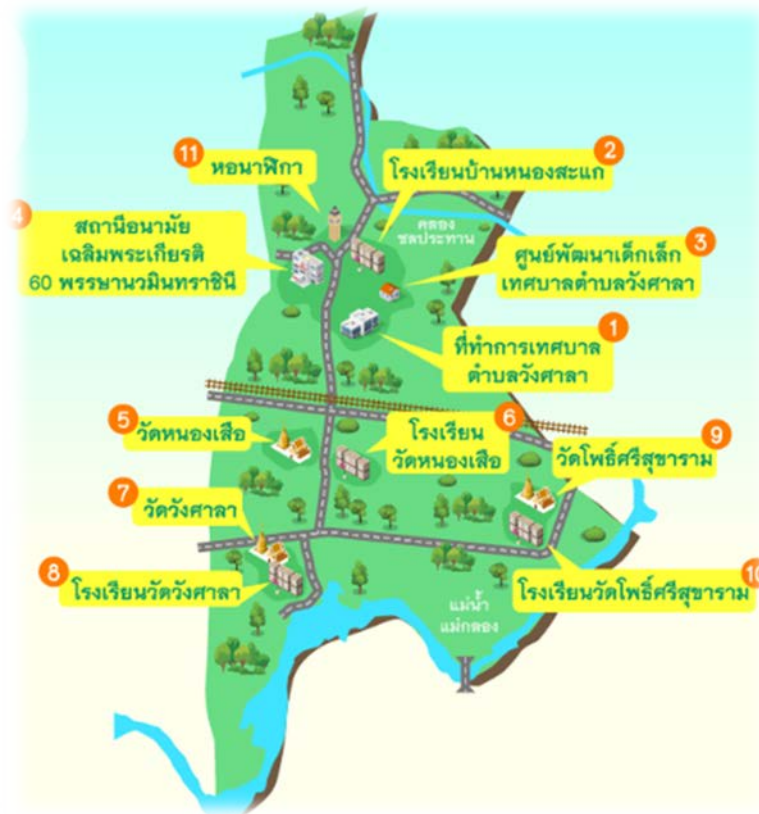 11
หอนาฬิกา
2
โรงเรียนบ้านหนองสะแก
4
สถานีอนามัย
เฉลิมพระเกียรติ
60 พรรษานวมินทราชินี
คลอง
ชลประทาน
3
ศูนย์พัฒนาเด็กเล็ก
เทศบาลตำบลวังศาลา
1
ที่ทำการเทศบาล
ตำบลวังศาลา
5
วัดหนองเสือ
6
โรงเรียน
วัดหนองเสือ
9
วัดโพธิ์ศรีสุขาราม
7
วัดวังศาลา
8
โรงเรียนวัดวังศาลา
10
โรงเรียนวัดโพธิ์ศรีสุขาราม
แม่น้ำ
แม่กลอง